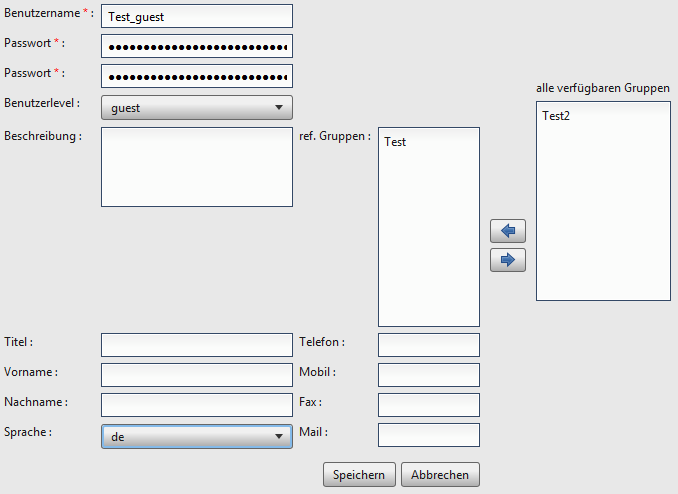 Benutzername * : Test_guest
Passwort * : ●●●●●●●●●●●●●●●●●●●●●●●●●
Passwort * : ●●●●●●●●●●●●●●●●●●●●●●●●●
alle verfügbaren Gruppen
Benutzerlevel : guest
Test2
Beschreibung : ref. Gruppen : Test
Titel : Telefon :
Vorname : Mobil :
Nachname : Fax :
Sprache : de Mail :
Speichern Abbrechen